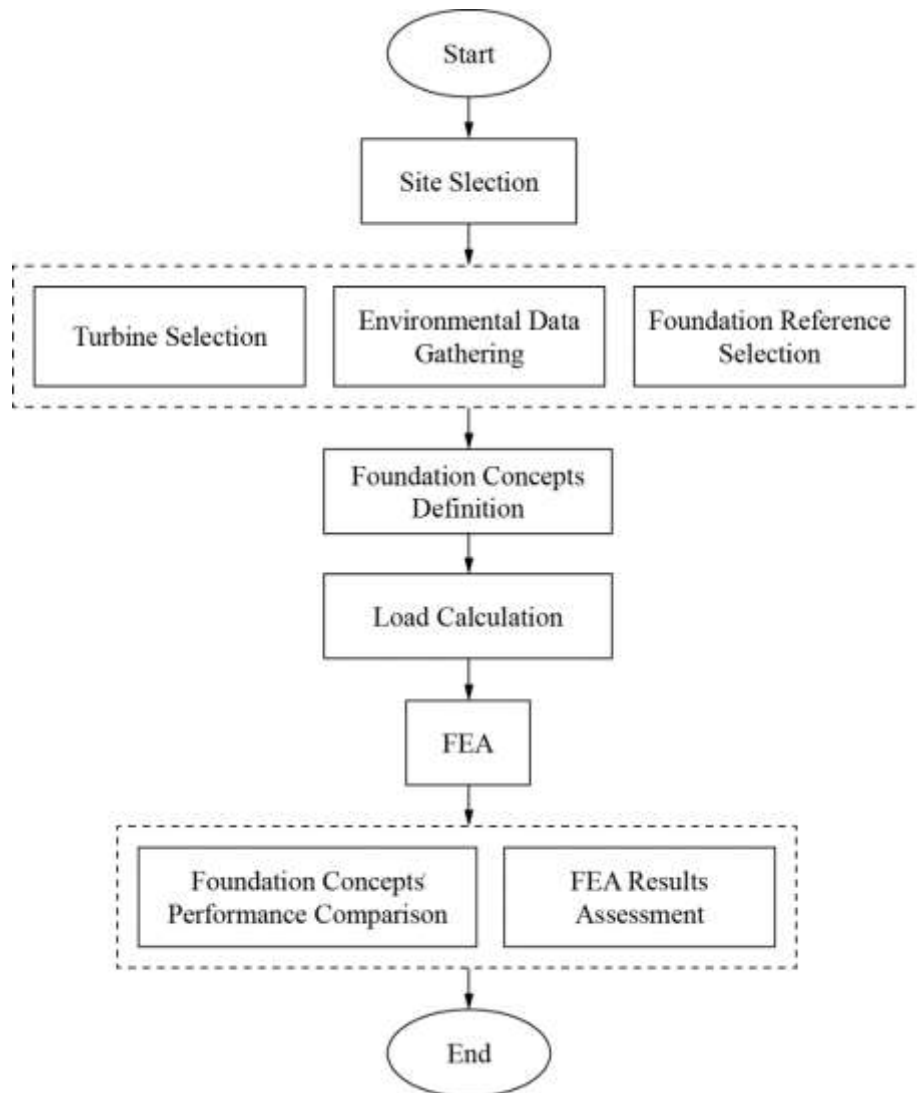 Start
Site Slection
Turbine Selection
Environmental Data
Gathering
Foundation Reference
Selection
Foundation Concepts
Definition
Load Calculation
FEA
Foundation Concepts'
Performance Comparison
FEA Results
Assessment
End